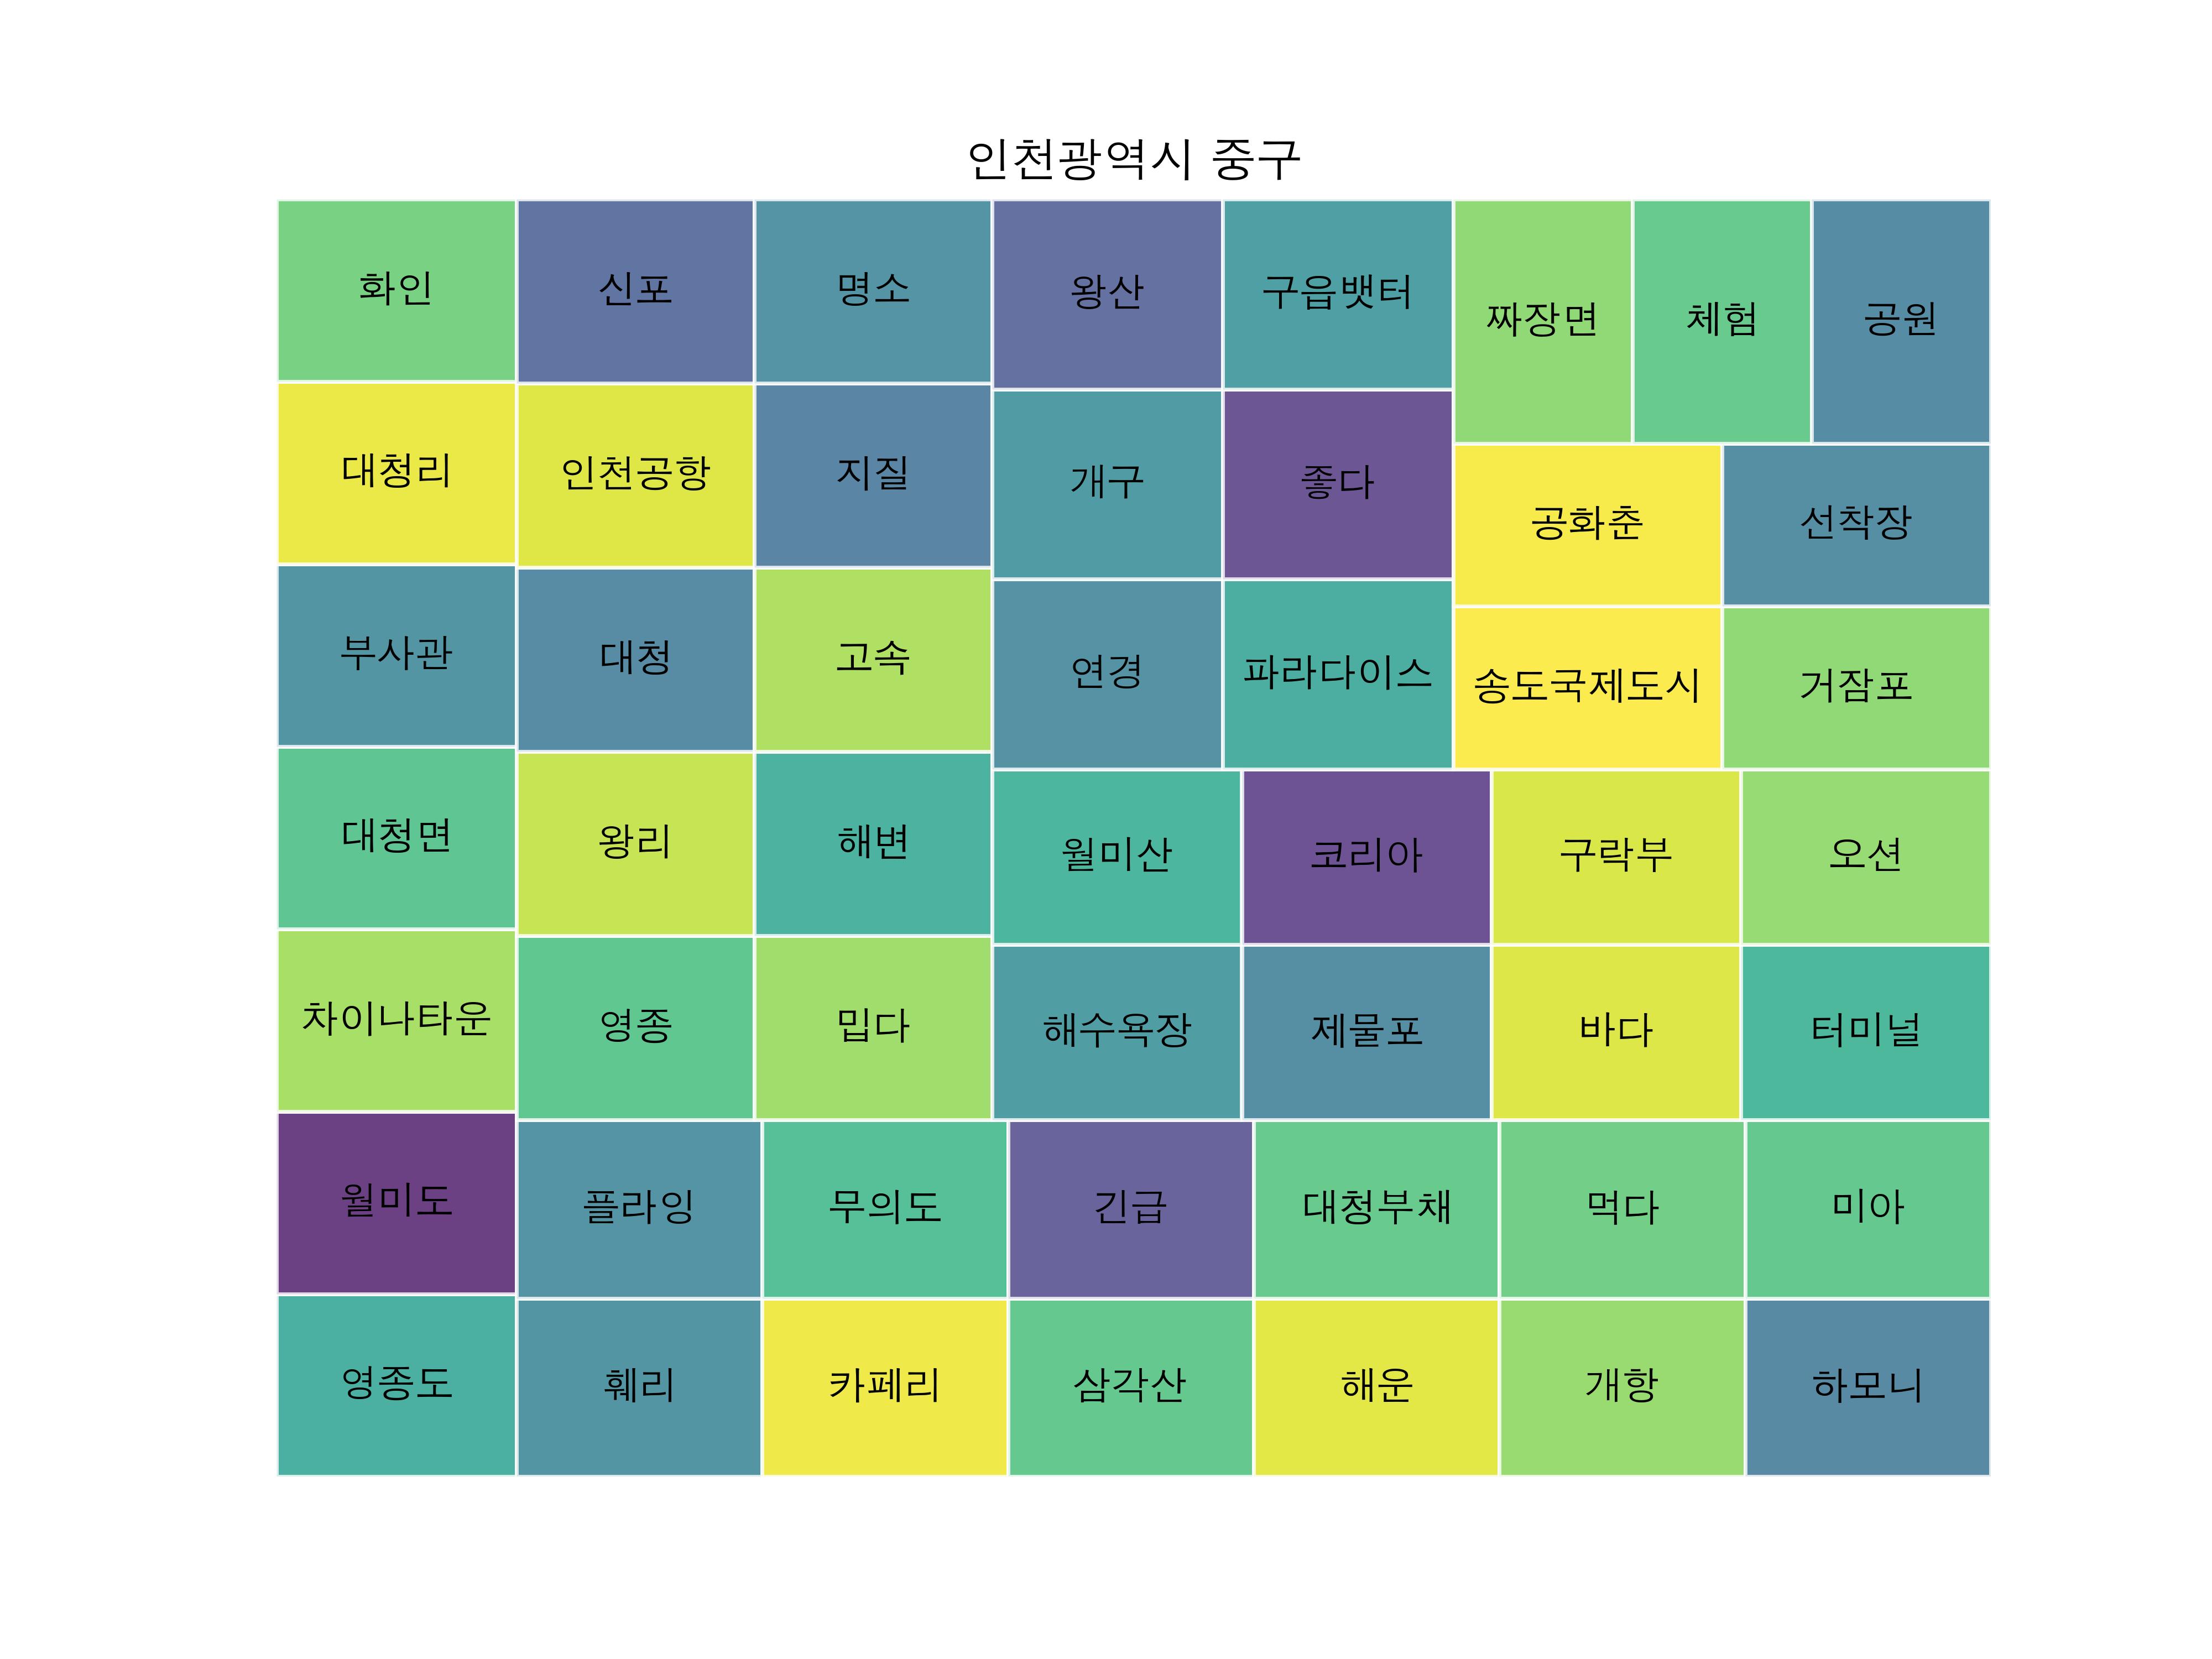 인천광역시 중구
화인
신포
명소
왕산
구읍뱃터
짜장면
체험
공원
대청리
인천공항
지질
개구
좋다
공화춘
선착장
부사관
대청
고속
연경
파라다이스
송도국제도시
거잠포
대청면
왕리
해변
월미산
코리아
구락부
오션
차이나타운
영종
밉다
해수욕장
제물포
바다
터미널
월미도
플라잉
무의도
긴급
대청부채
먹다
미아
영종도
훼리
카페리
삼각산
해운
개항
하모니